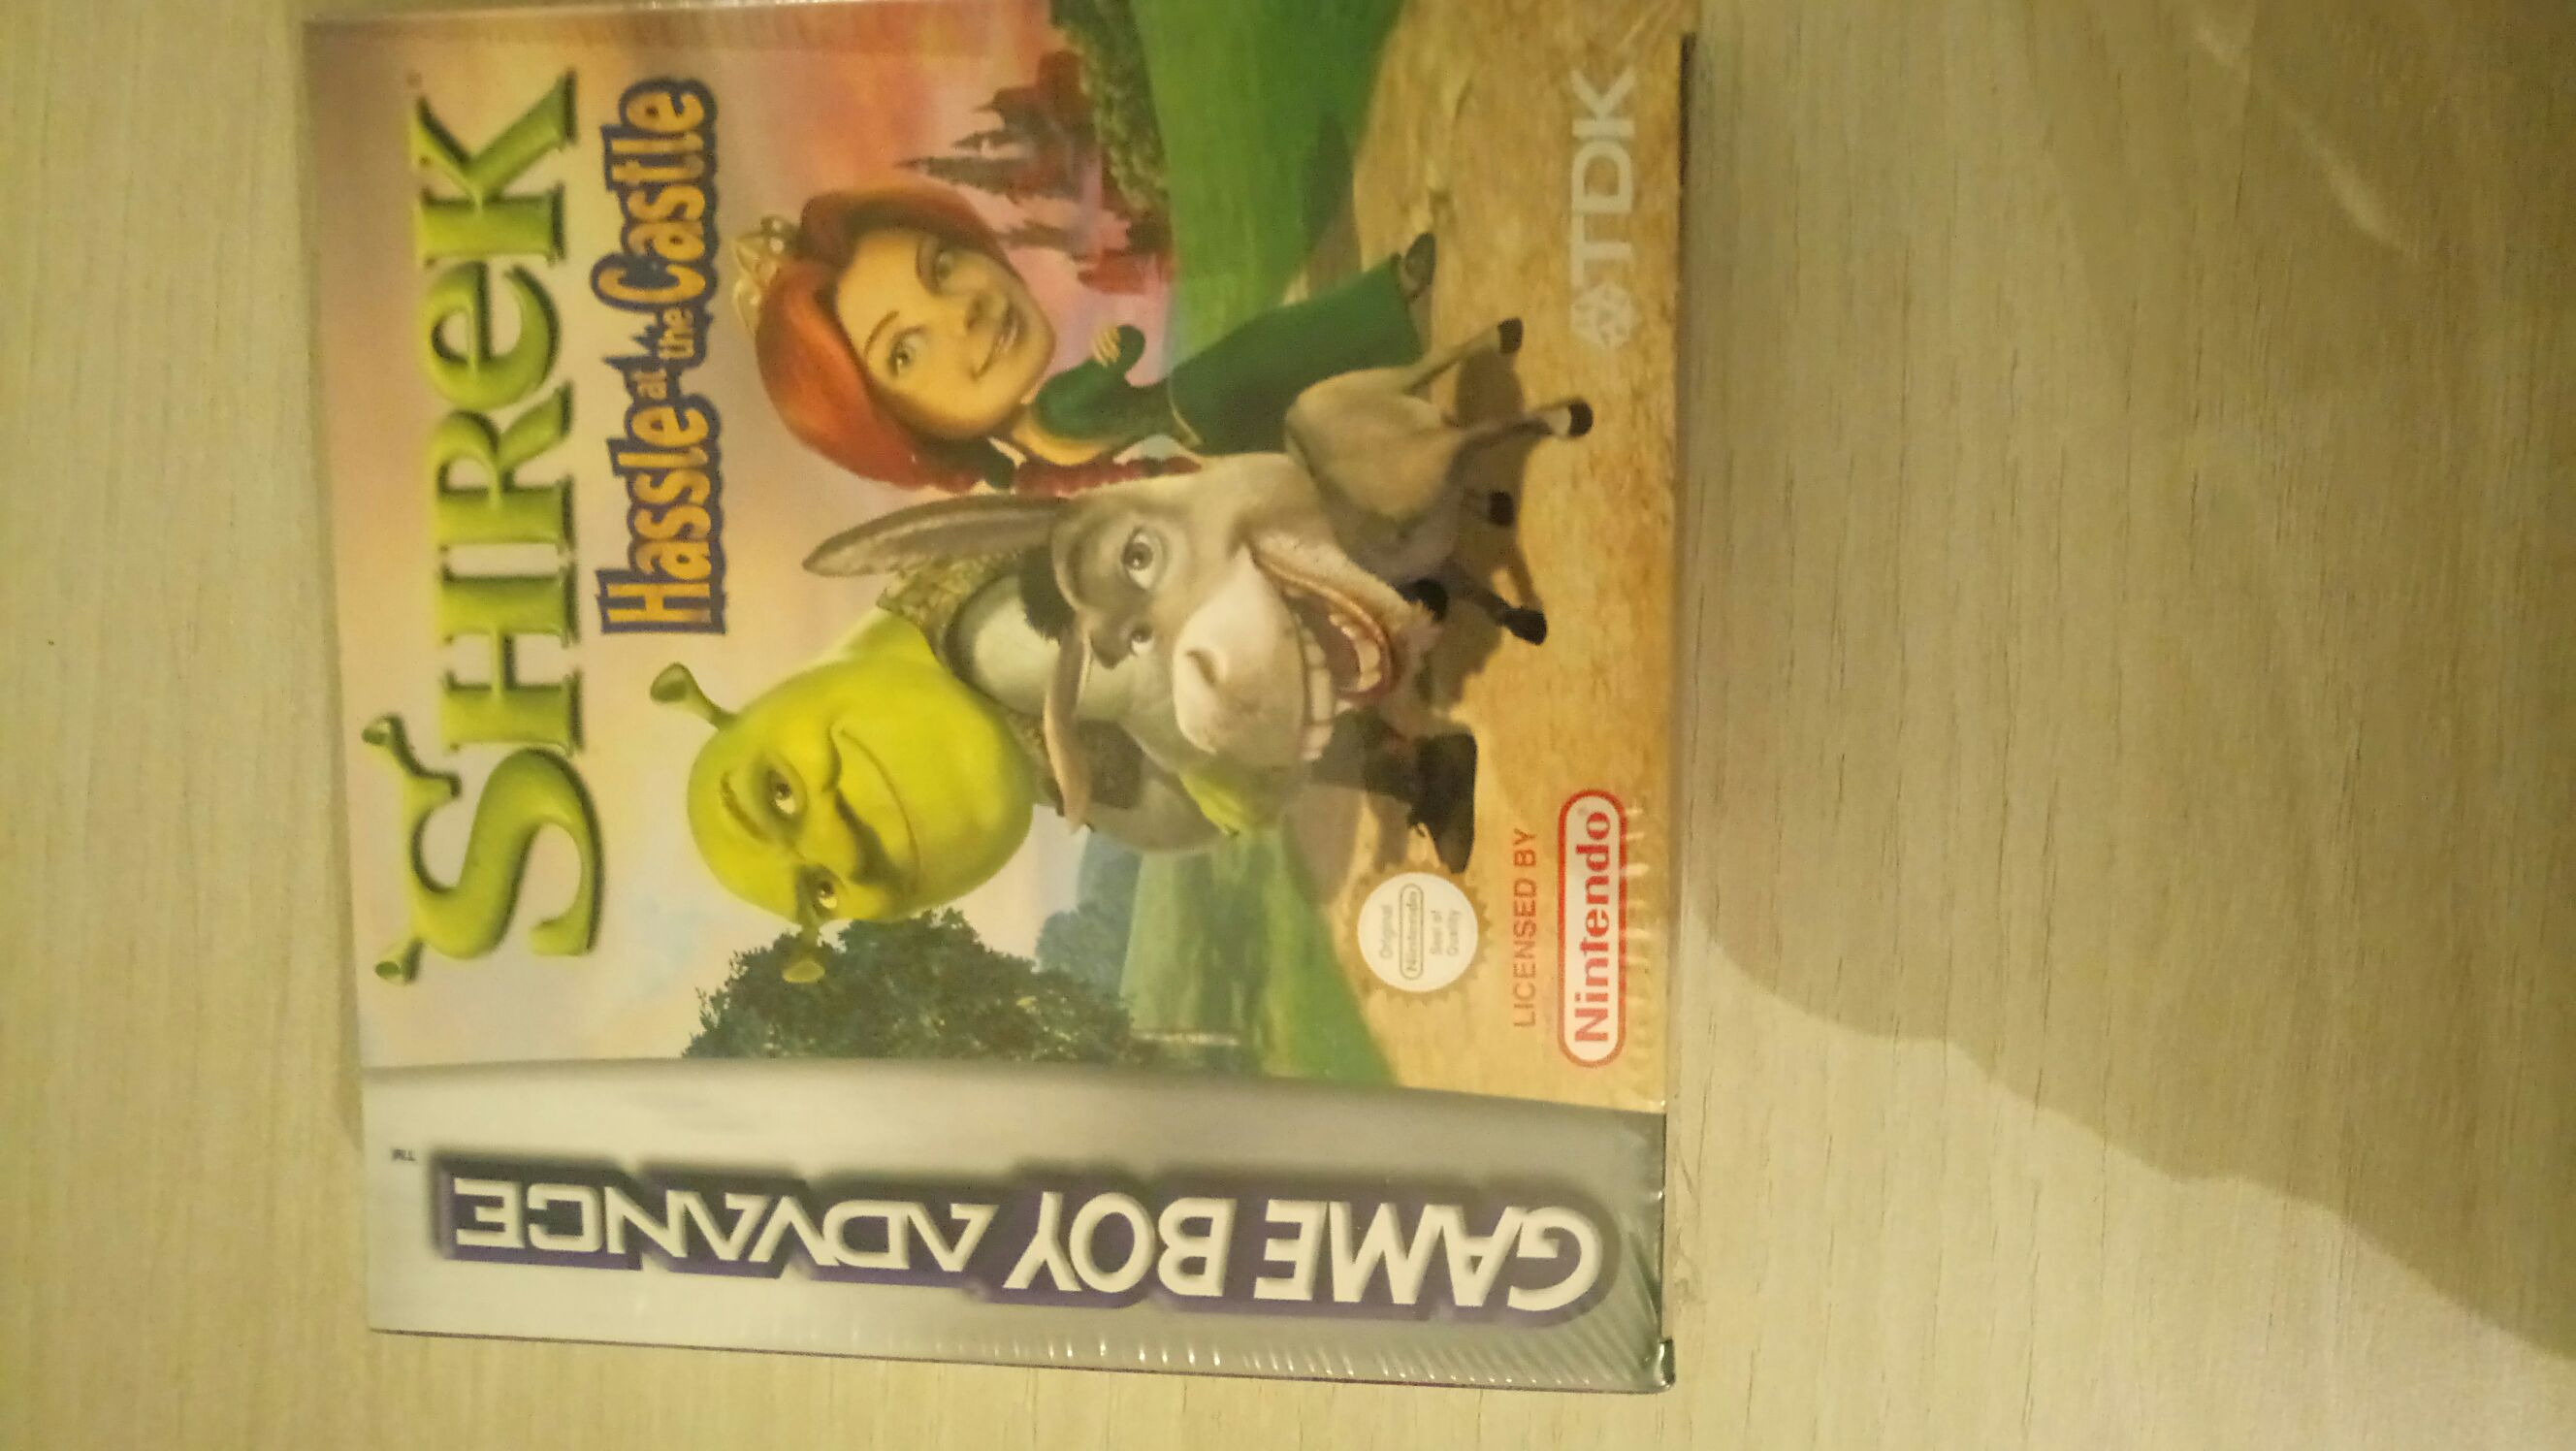 SHREK
Hassle at the Castle
TDK
Original
Nintendo
Seal of
Quality
LICENSED BY
Nintendo®
GAME BOY ADVANCE
TM